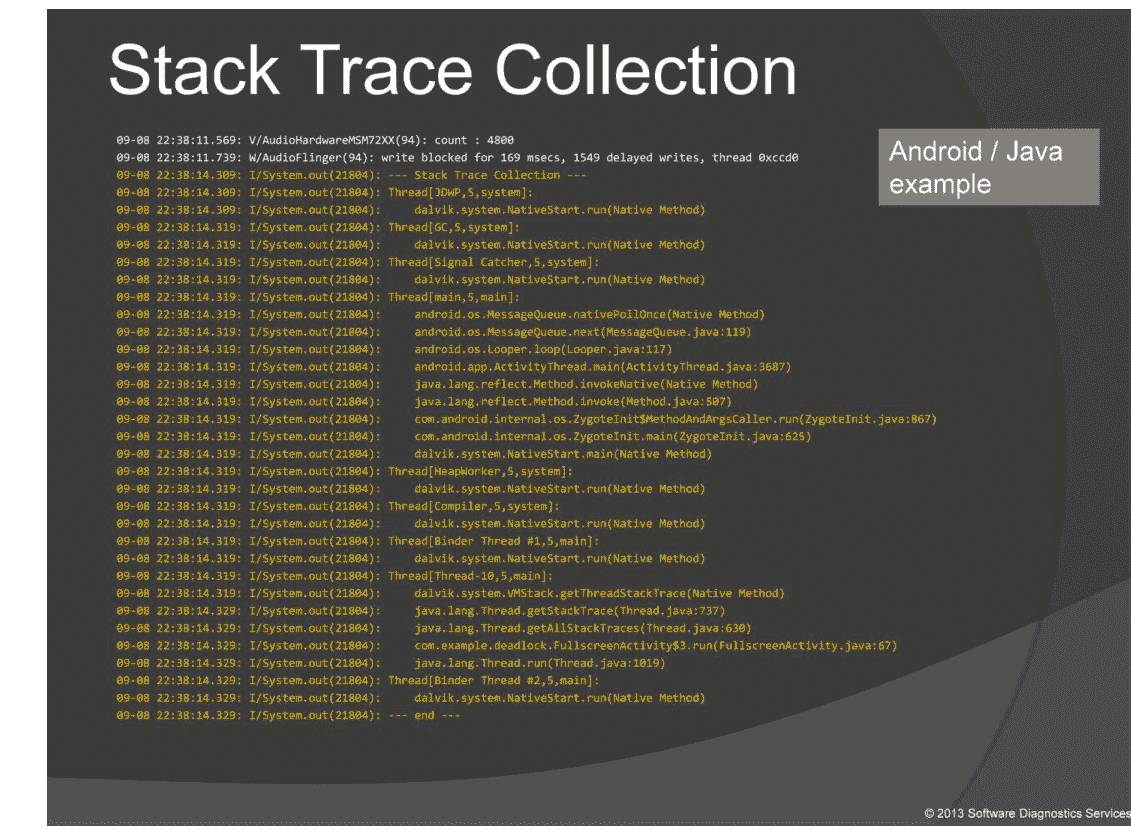 Stack Trace Collection
Android / Java
example
09-08 22:38:11.569: V/AudioHardwareMSM72XX(94): count : 4800
09-08 22:38:11.739: W/AudioFlinger(94): write blocked for 169 msecs, 1549 delayed writes, thread 0xccd0
09-08 22:38:14.309: I/System.out(21804): --- Stack Trace Collection ---
09-08 22:38:14.309: I/System.out(21804): Thread[JDWP,5,system]:
09-08 22:38:14.309: I/System.out(21804):     dalvik.system.NativeStart.run(Native Method)
09-08 22:38:14.319: I/System.out(21804): Thread[GC,5,system]:
09-08 22:38:14.319: I/System.out(21804):     dalvik.system.NativeStart.run(Native Method)
09-08 22:38:14.319: I/System.out(21804): Thread[Signal Catcher,5,system]:
09-08 22:38:14.319: I/System.out(21804):     dalvik.system.NativeStart.run(Native Method)
09-08 22:38:14.319: I/System.out(21804): Thread[main,5,main]:
09-08 22:38:14.319: I/System.out(21804):     android.os.MessageQueue.nativePollOnce(Native Method)
09-08 22:38:14.319: I/System.out(21804):     android.os.MessageQueue.next(MessageQueue.java:119)
09-08 22:38:14.319: I/System.out(21804):     android.os.Looper.loop(Looper.java:117)
09-08 22:38:14.319: I/System.out(21804):     android.app.ActivityThread.main(ActivityThread.java:3687)
09-08 22:38:14.319: I/System.out(21804):     java.lang.reflect.Method.invokeNative(Native Method)
09-08 22:38:14.319: I/System.out(21804):     java.lang.reflect.Method.invoke(Method.java:507)
09-08 22:38:14.319: I/System.out(21804):     com.android.internal.os.ZygoteInit$MethodAndArgsCaller.run(ZygoteInit.java:867)
09-08 22:38:14.319: I/System.out(21804):     com.android.internal.os.ZygoteInit.main(ZygoteInit.java:625)
09-08 22:38:14.319: I/System.out(21804):     dalvik.system.NativeStart.main(Native Method)
09-08 22:38:14.319: I/System.out(21804): Thread[HeapWorker,5,system]:
09-08 22:38:14.319: I/System.out(21804):     dalvik.system.NativeStart.run(Native Method)
09-08 22:38:14.319: I/System.out(21804): Thread[Compiler,5,system]:
09-08 22:38:14.319: I/System.out(21804):     dalvik.system.NativeStart.run(Native Method)
09-08 22:38:14.319: I/System.out(21804): Thread[Binder Thread #1,5,main]:
09-08 22:38:14.319: I/System.out(21804):     dalvik.system.NativeStart.run(Native Method)
09-08 22:38:14.319: I/System.out(21804): Thread[Thread-10,5,main]:
09-08 22:38:14.319: I/System.out(21804):     dalvik.system.VMStack.getThreadStackTrace(Native Method)
09-08 22:38:14.329: I/System.out(21804):     java.lang.Thread.getStackTrace(Thread.java:737)
09-08 22:38:14.329: I/System.out(21804):     java.lang.Thread.getAllStackTraces(Thread.java:630)
09-08 22:38:14.329: I/System.out(21804):     com.example.deadlock.FullscreenActivity$3.run(FullscreenActivity.java:67)
09-08 22:38:14.329: I/System.out(21804):     java.lang.Thread.run(Thread.java:1019)
09-08 22:38:14.329: I/System.out(21804): Thread[Binder Thread #2,5,main]:
09-08 22:38:14.329: I/System.out(21804):     dalvik.system.NativeStart.run(Native Method)
09-08 22:38:14.329: I/System.out(21804): --- end ---
© 2013 Software Diagnostics Services